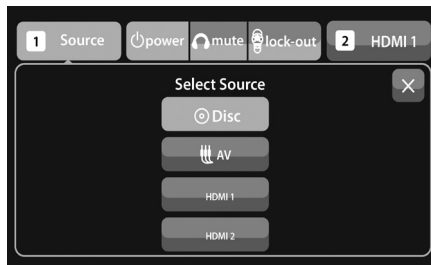 1 Source power mute lock-out 2 HDMI 1
Select Source
Disc
AV
HDMI 1
HDMI 2